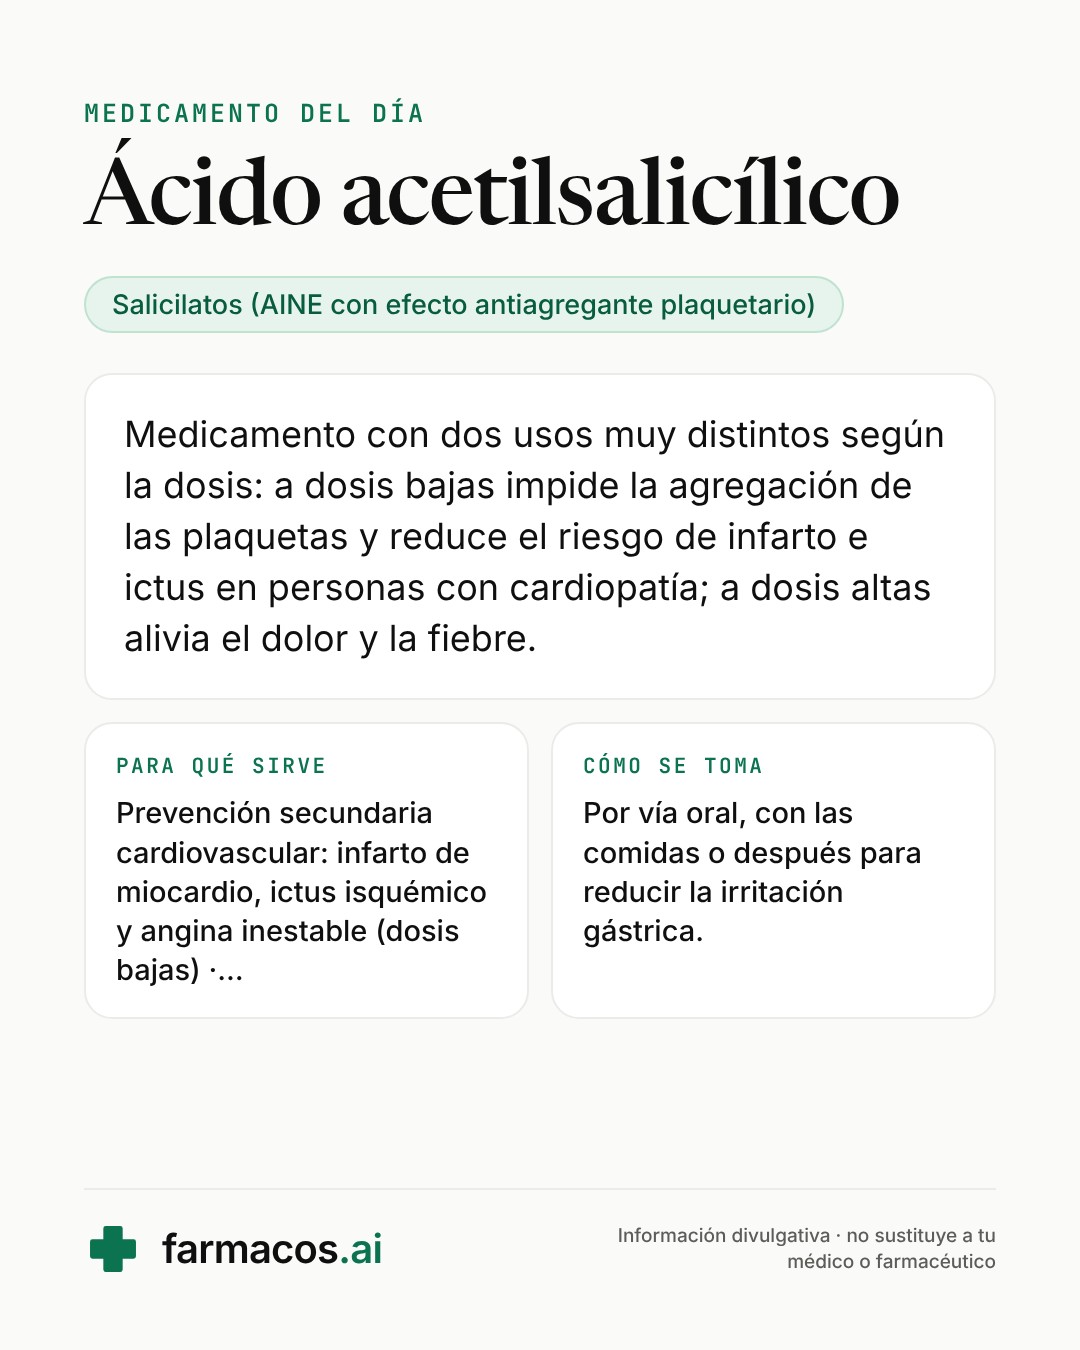 MEDICAMENTO DEL DÍA
Ácido acetilsalicílico
Salicilatos (AINE con efecto antiagregante plaquetario)
Medicamento con dos usos muy distintos según
la dosis: a dosis bajas impide la agregación de
las plaquetas y reduce el riesgo de infarto e
ictus en personas con cardiopatía; a dosis altas
alivia el dolor y la fiebre.
PARA QUÉ SIRVE
Prevención secundaria
cardiovascular: infarto de
miocardio, ictus isquémico
y angina inestable (dosis
bajas) ·…
CÓMO SE TOMA
Por vía oral, con las
comidas o después para
reducir la irritación
gástrica.
farmacos.ai
Información divulgativa · no sustituye a tu
médico o farmacéutico